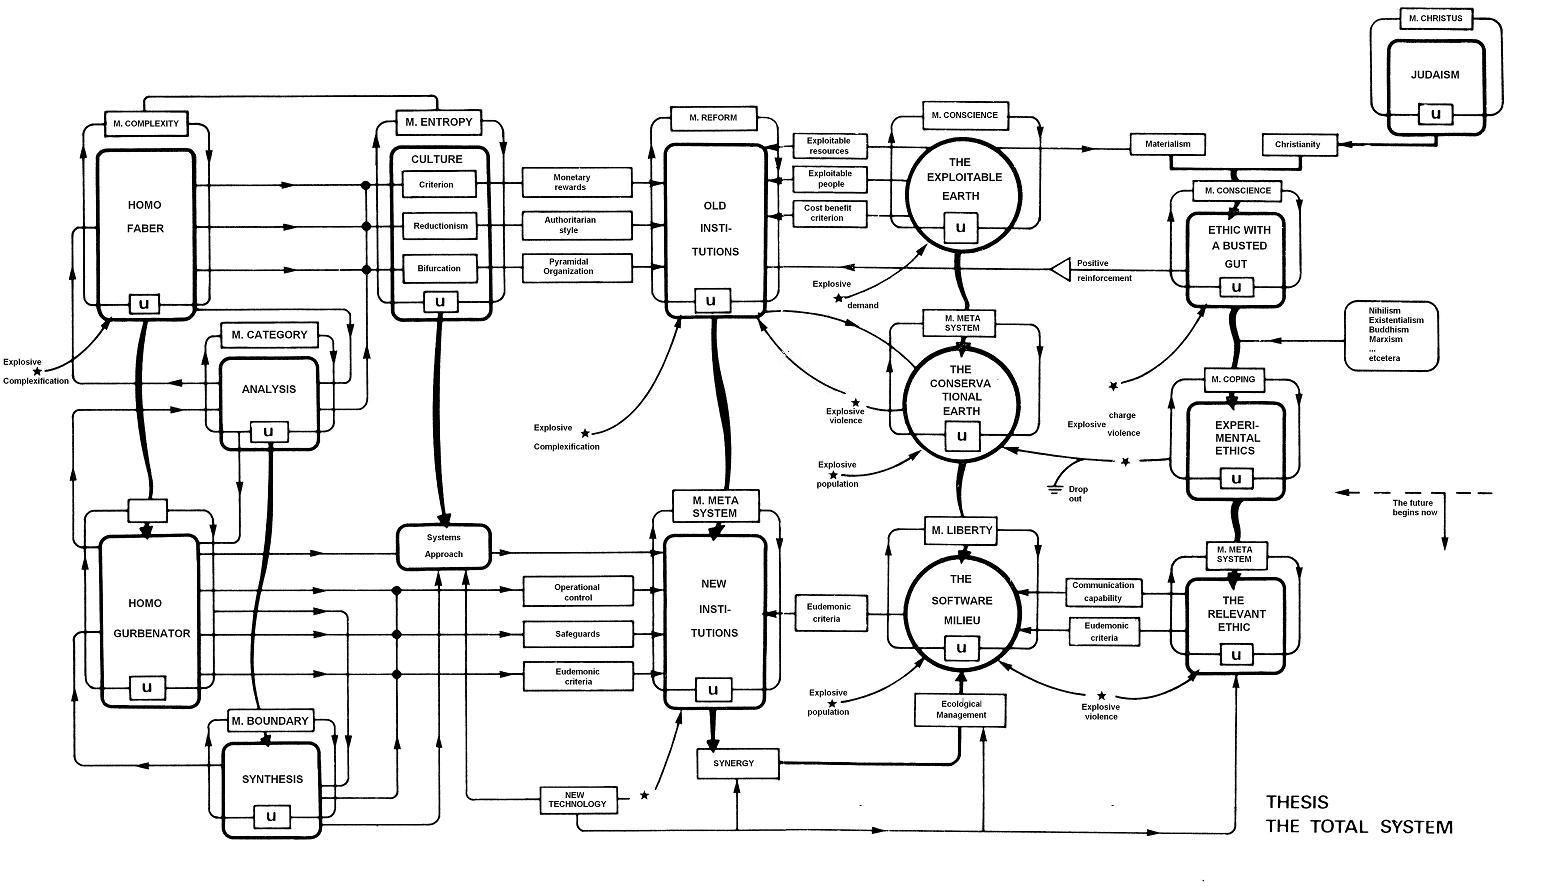 M. CHRISTUS
JUDAISM
u
M. COMPLEXITY
HOMO
FABER
u
Explosive
Complexification
M. CATEGORY
ANALYSIS
u
HOMO
GURBENATOR
u
M. BOUNDARY
SYNTHESIS
u
M. ENTROPY
CULTURE
Criterion
Reductionism
Bifurcation
u
Systems
Approach
Monetary
rewards
Authoritarian
style
Pyramidal
Organization
Operational
control
Safeguards
Eudemonic
criteria
NEW
TECHNOLOGY
M. REFORM
OLD
INSTI-
TUTIONS
u
Explosive
Complexification
M. META
SYSTEM
NEW
INSTI-
TUTIONS
u
SYNERGY
Exploitable
resources
Exploitable
people
Cost benefit
criterion
Explosive
demand
Explosive
violence
Explosive
population
Eudemonic
criteria
Explosive
population
M. CONSCIENCE
THE
EXPLOITABLE
EARTH
u
M. META
SYSTEM
THE
CONSERVA
TIONAL
EARTH
u
M. LIBERTY
THE
SOFTWARE
MILIEU
u
Ecological
Management
Materialism
Christianity
Positive
reinforcement
M. CONSCIENCE
ETHIC WITH
A BUSTED
GUT
u
Nihilism
Existentialism
Buddhism
Marxism
...
etcetera
charge
Explosive
violence
Drop
out
M. COPING
EXPERI-
MENTAL
ETHICS
u
The future
begins now
Communication
capability
Eudemonic
criteria
Explosive
violence
M. META
SYSTEM
THE
RELEVANT
ETHIC
u
THESIS
THE TOTAL SYSTEM